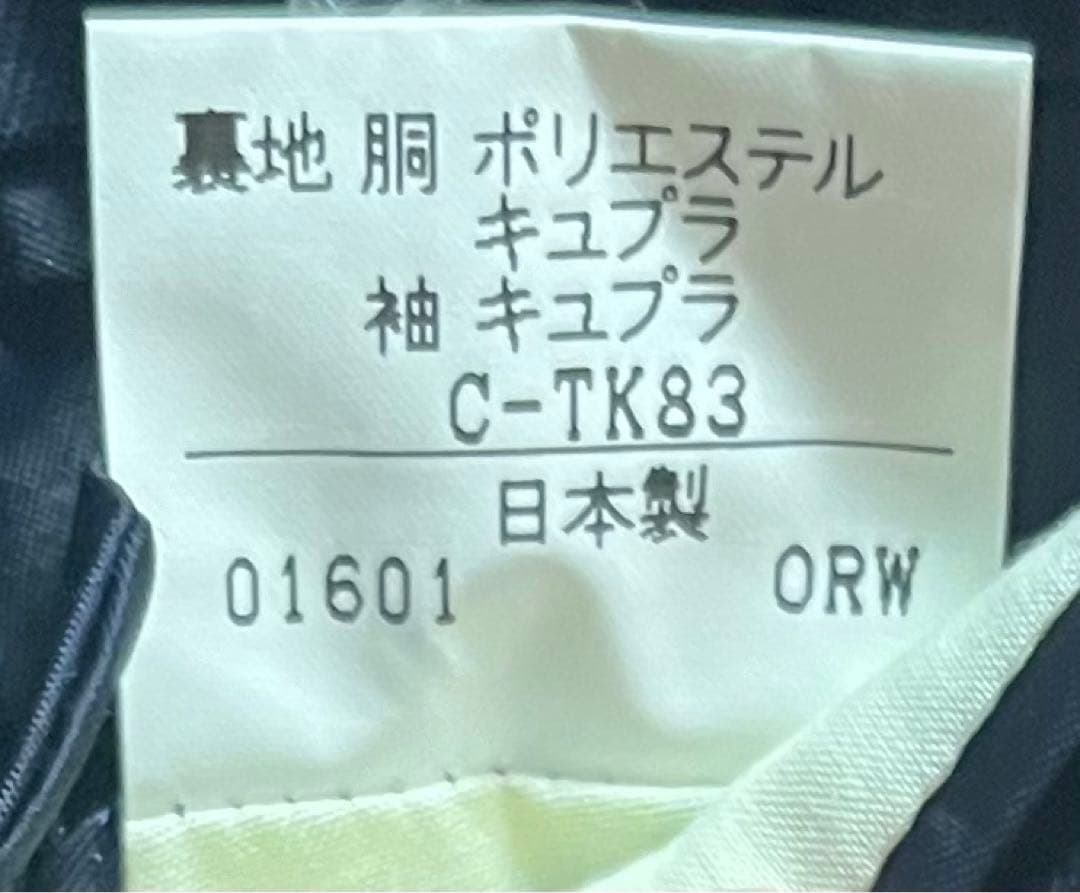 裏地 胴 ポリエステル
キュプラ
袖 キュプラ
C-TK83
日本製
01601 ORW